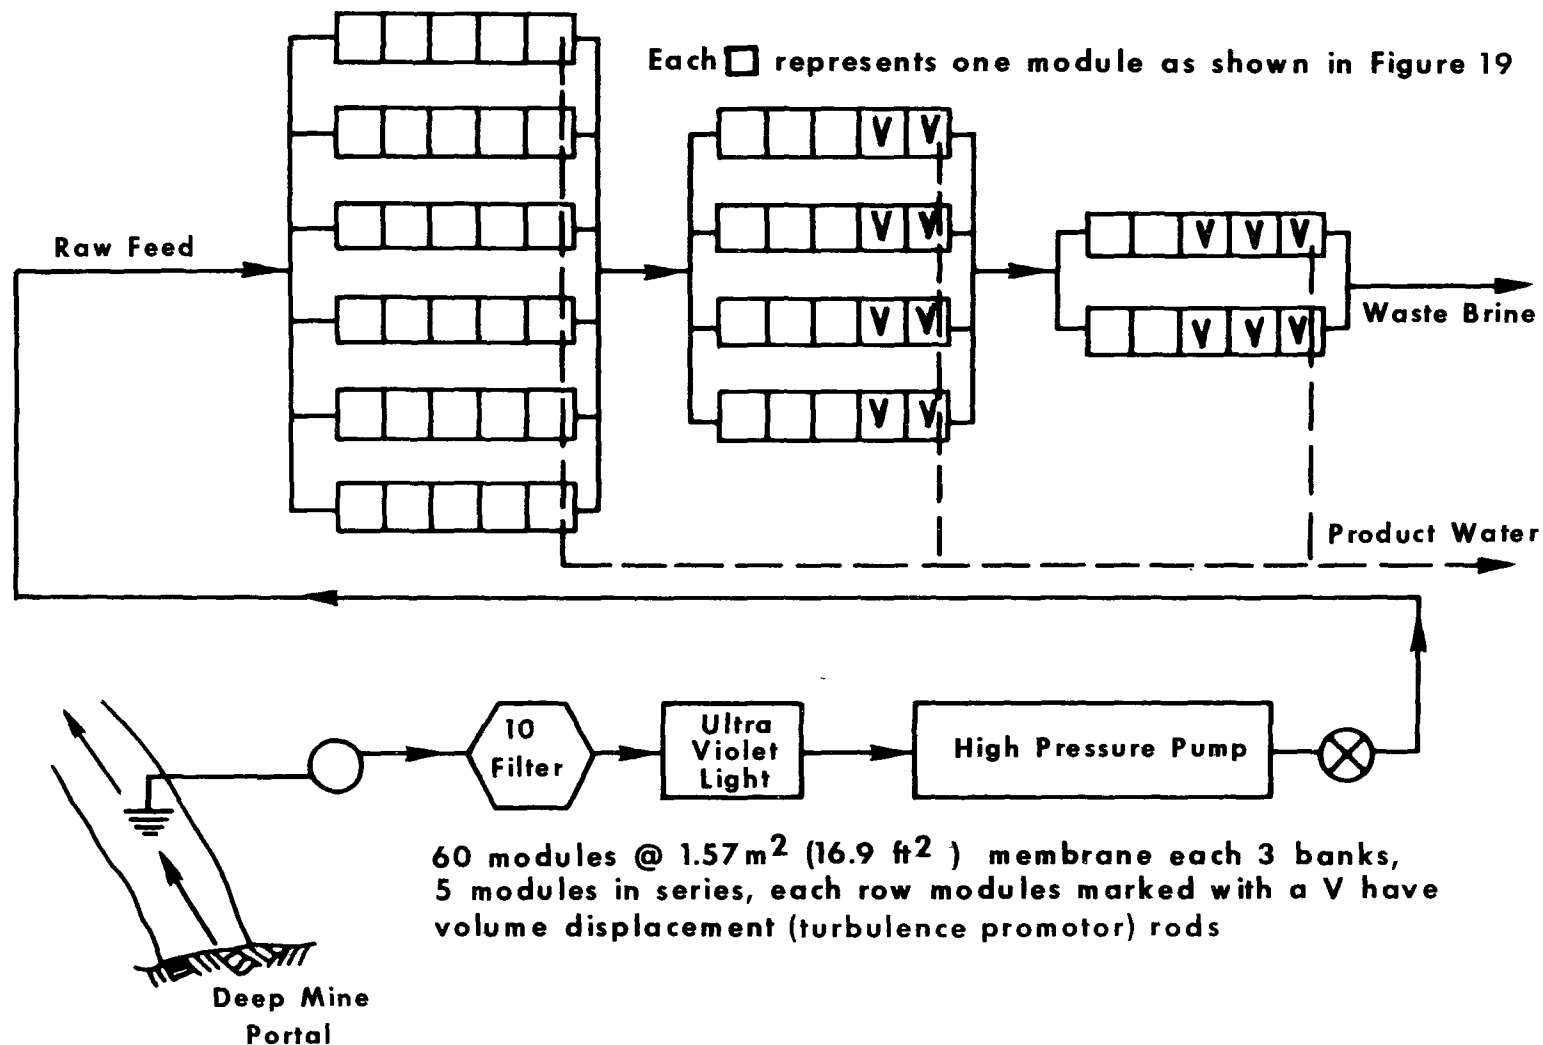 Each □ represents one module as shown in Figure 19
V V
V V
V V V
Raw Feed
V V
V V V
Waste Brine
V V
Product Water
10
Filter
Ultra
Violet
Light
High Pressure Pump
60 modules @ 1.57 m² (16.9 ft²) membrane each 3 banks,
5 modules in series, each row modules marked with a V have
volume displacement (turbulence promotor) rods
Deep Mine
Portal